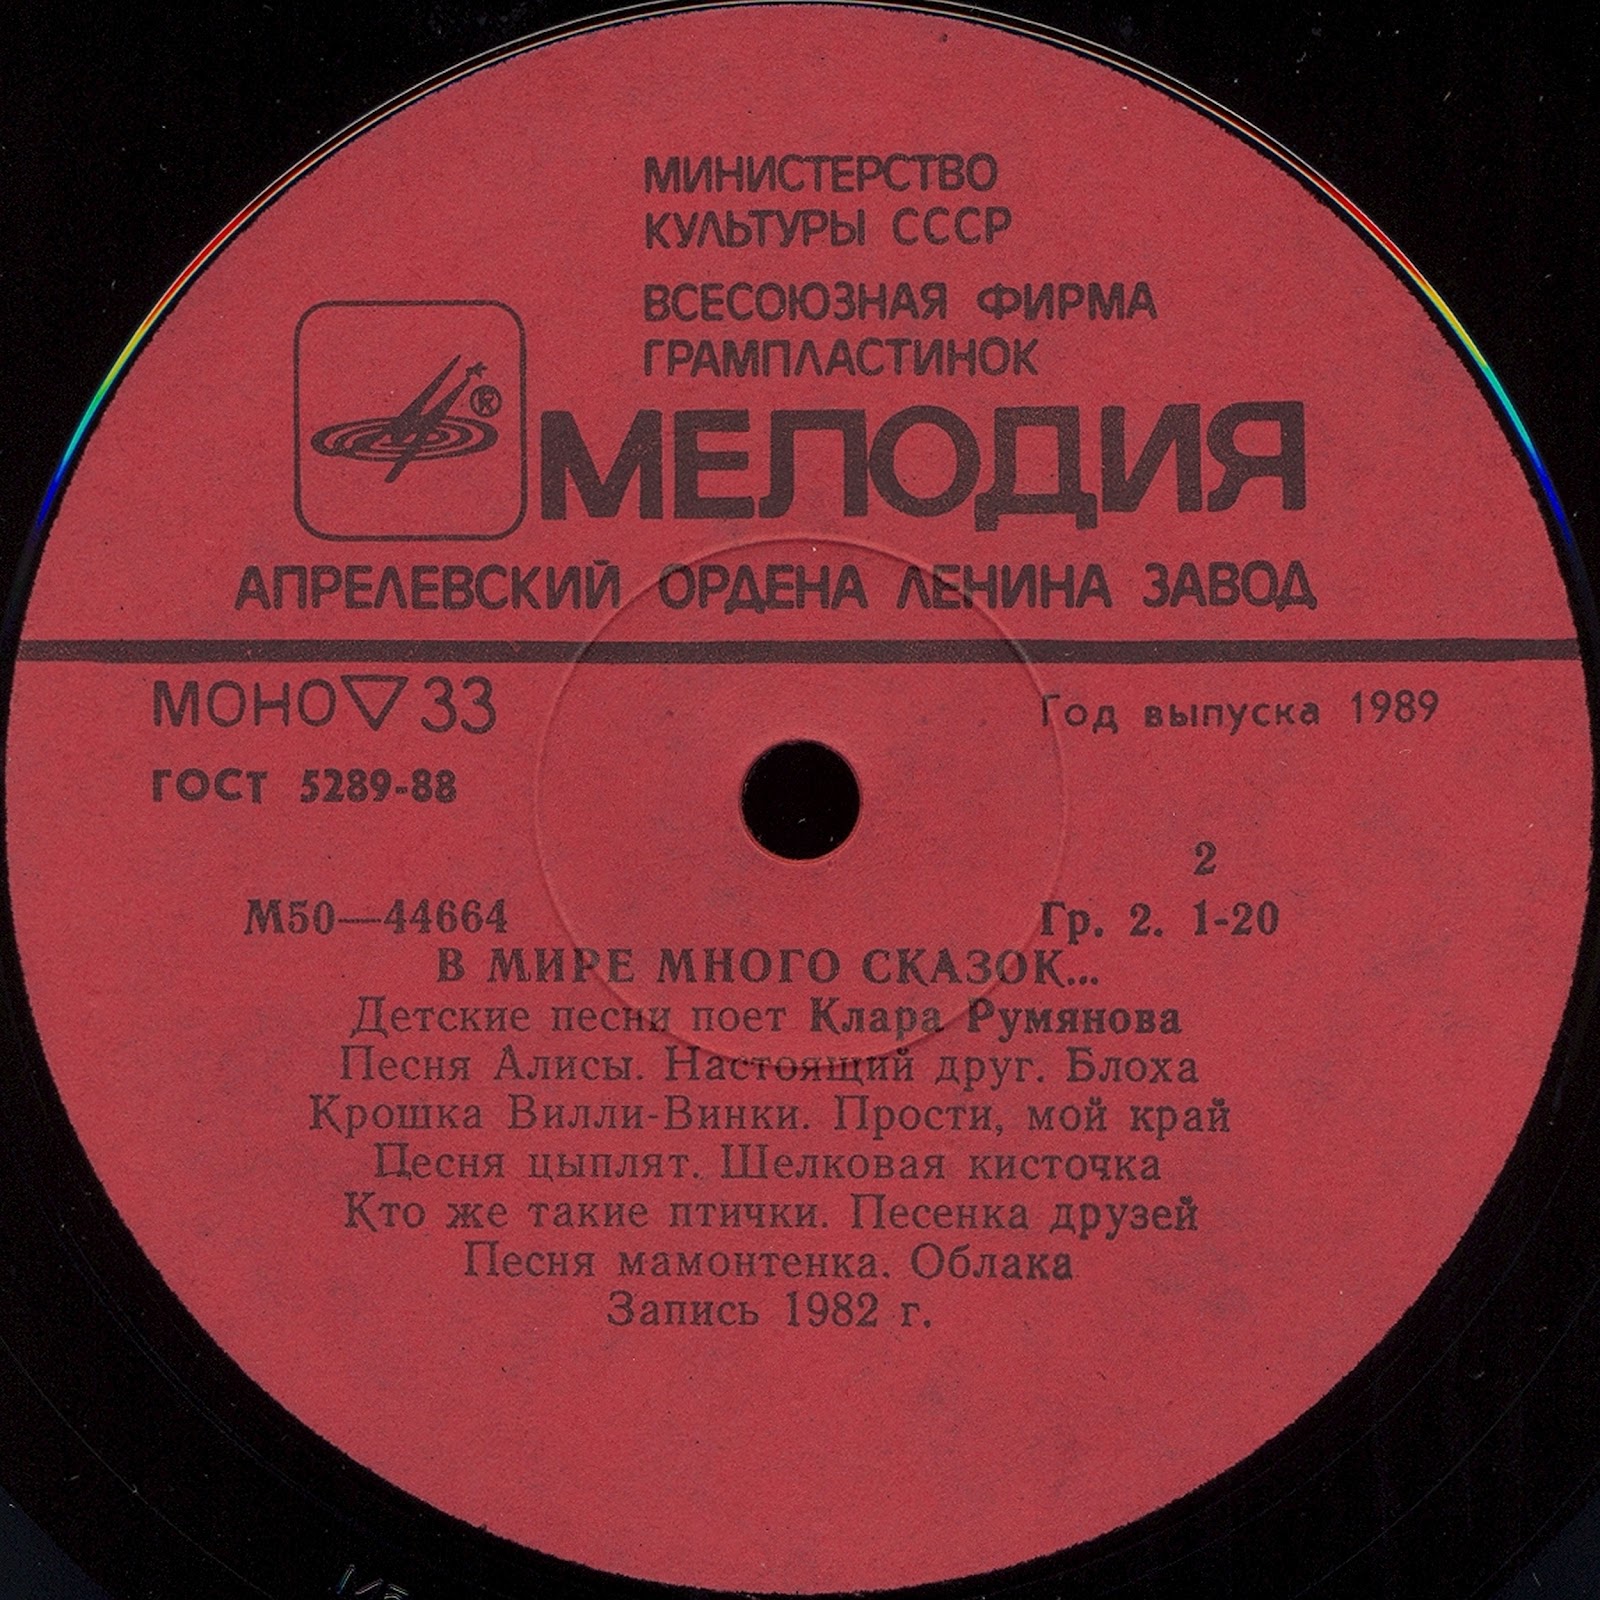 МИНИСТЕРСТВО
КУЛЬТУРЫ СССР
ВСЕСОЮЗНАЯ ФИРМА
ГРАМПЛАСТИНОК
®
МЕЛОДИЯ
АПРЕЛЕВСКИЙ ОРДЕНА ЛЕНИНА ЗАВОД
МОНО ▽ 33
Год выпуска 1989
ГОСТ 5289-88
2
М50—44664
Гр. 2. 1-20
В МИРЕ МНОГО СКАЗОК...
Детские песни поет Клара Румянова
Песня Алисы. Настоящий друг. Блоха
Крошка Вилли-Винки. Прости, мой край
Песня цыплят. Шелковая кисточка
Кто же такие птички. Песенка друзей
Песня мамонтенка. Облака
Запись 1982 г.